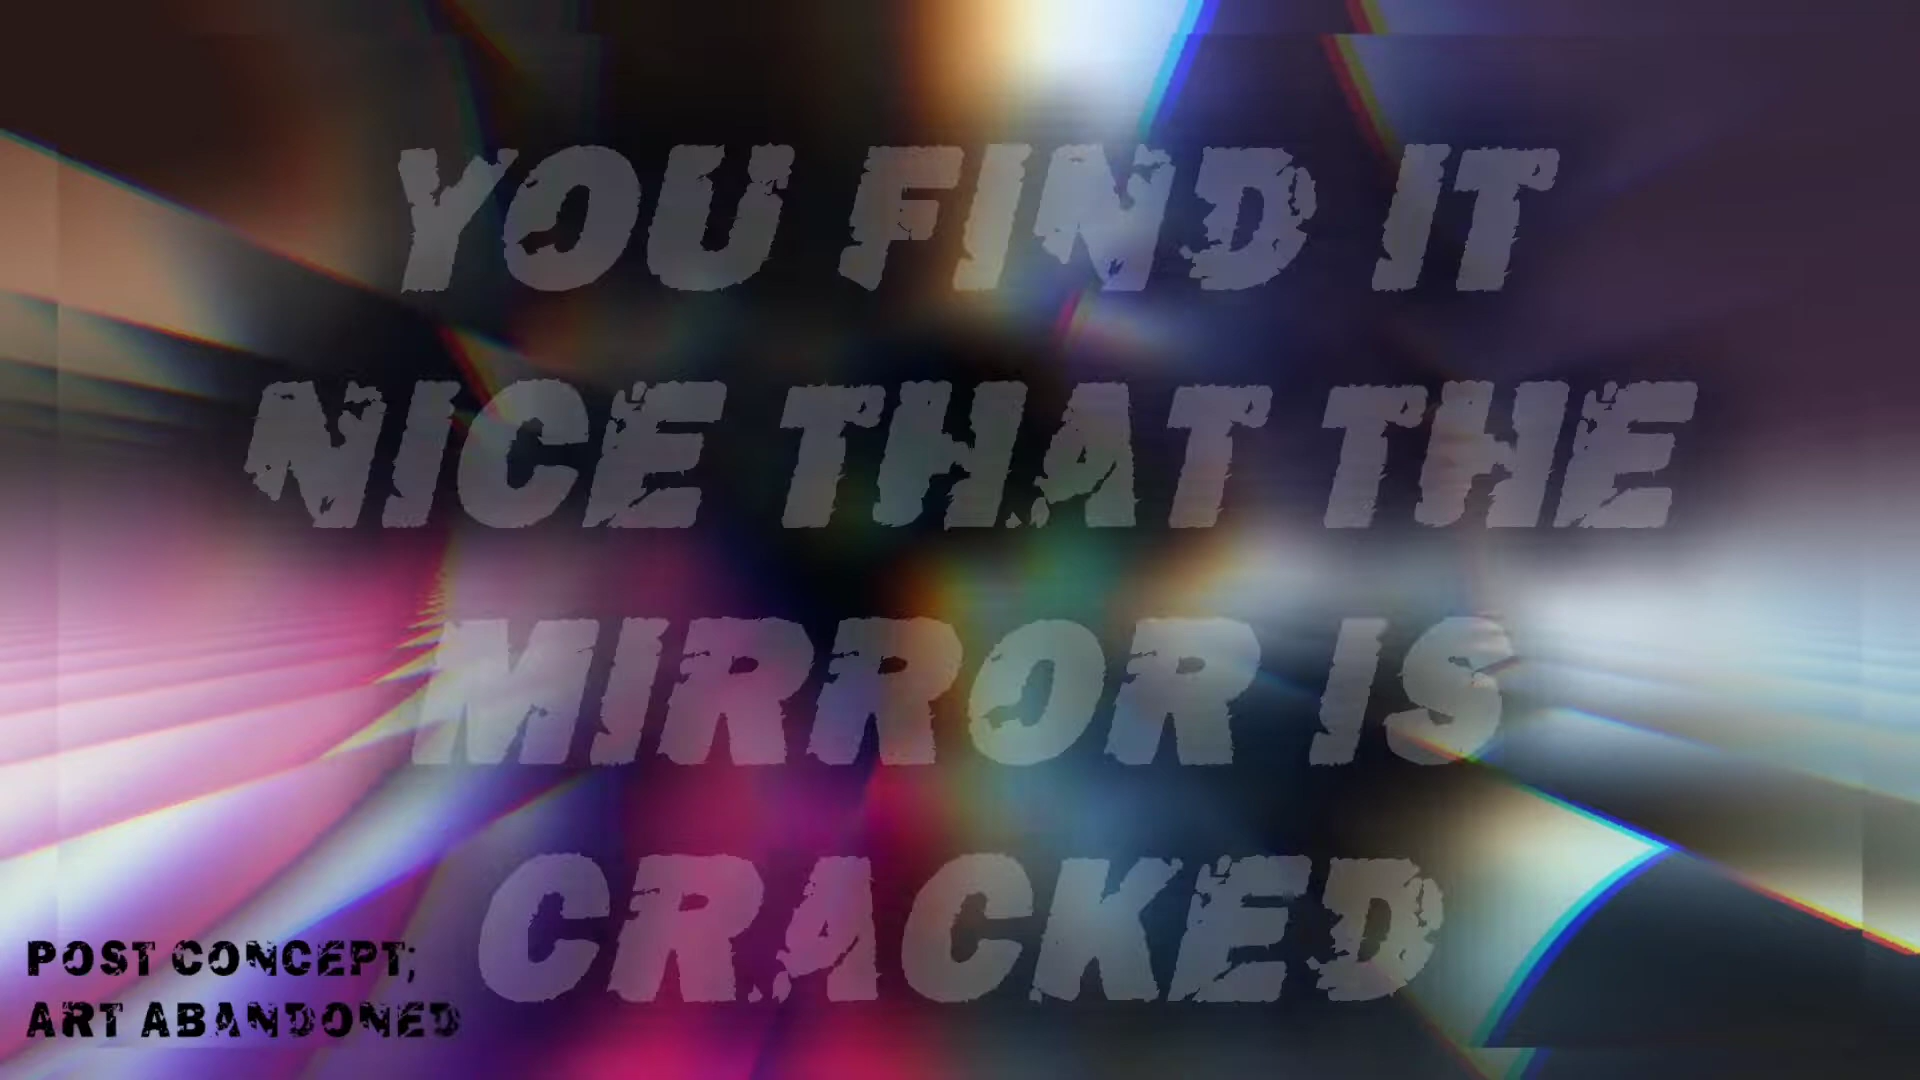 YOU FIND IT
NICE THAT THE
MIRROR IS
CRACKED
POST CONCEPT;
ART ABANDONED